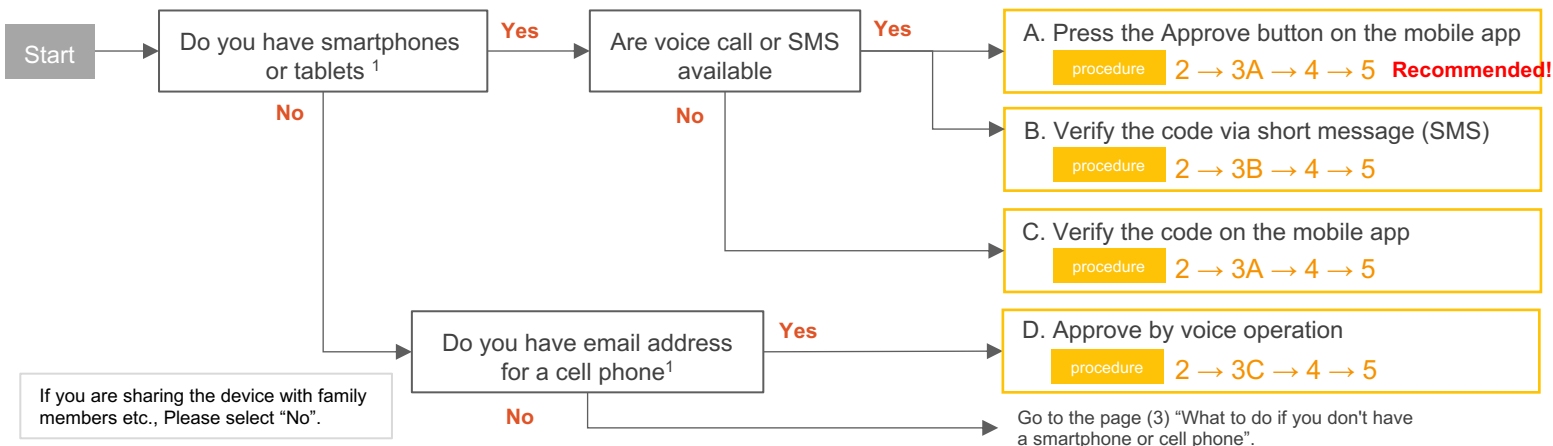 Start
Do you have smartphones
or tablets 1
Yes
No
Are voice call or SMS
available
Yes
No
A. Press the Approve button on the mobile app
procedure 2 → 3A → 4 → 5 Recommended!
B. Verify the code via short message (SMS)
procedure 2 → 3B → 4 → 5
C. Verify the code on the mobile app
procedure 2 → 3A → 4 → 5
Do you have email address
for a cell phone1
Yes
No
D. Approve by voice operation
procedure 2 → 3C → 4 → 5
If you are sharing the device with family
members etc., Please select “No”.
Go to the page (3) “What to do if you don't have
a smartphone or cell phone”.